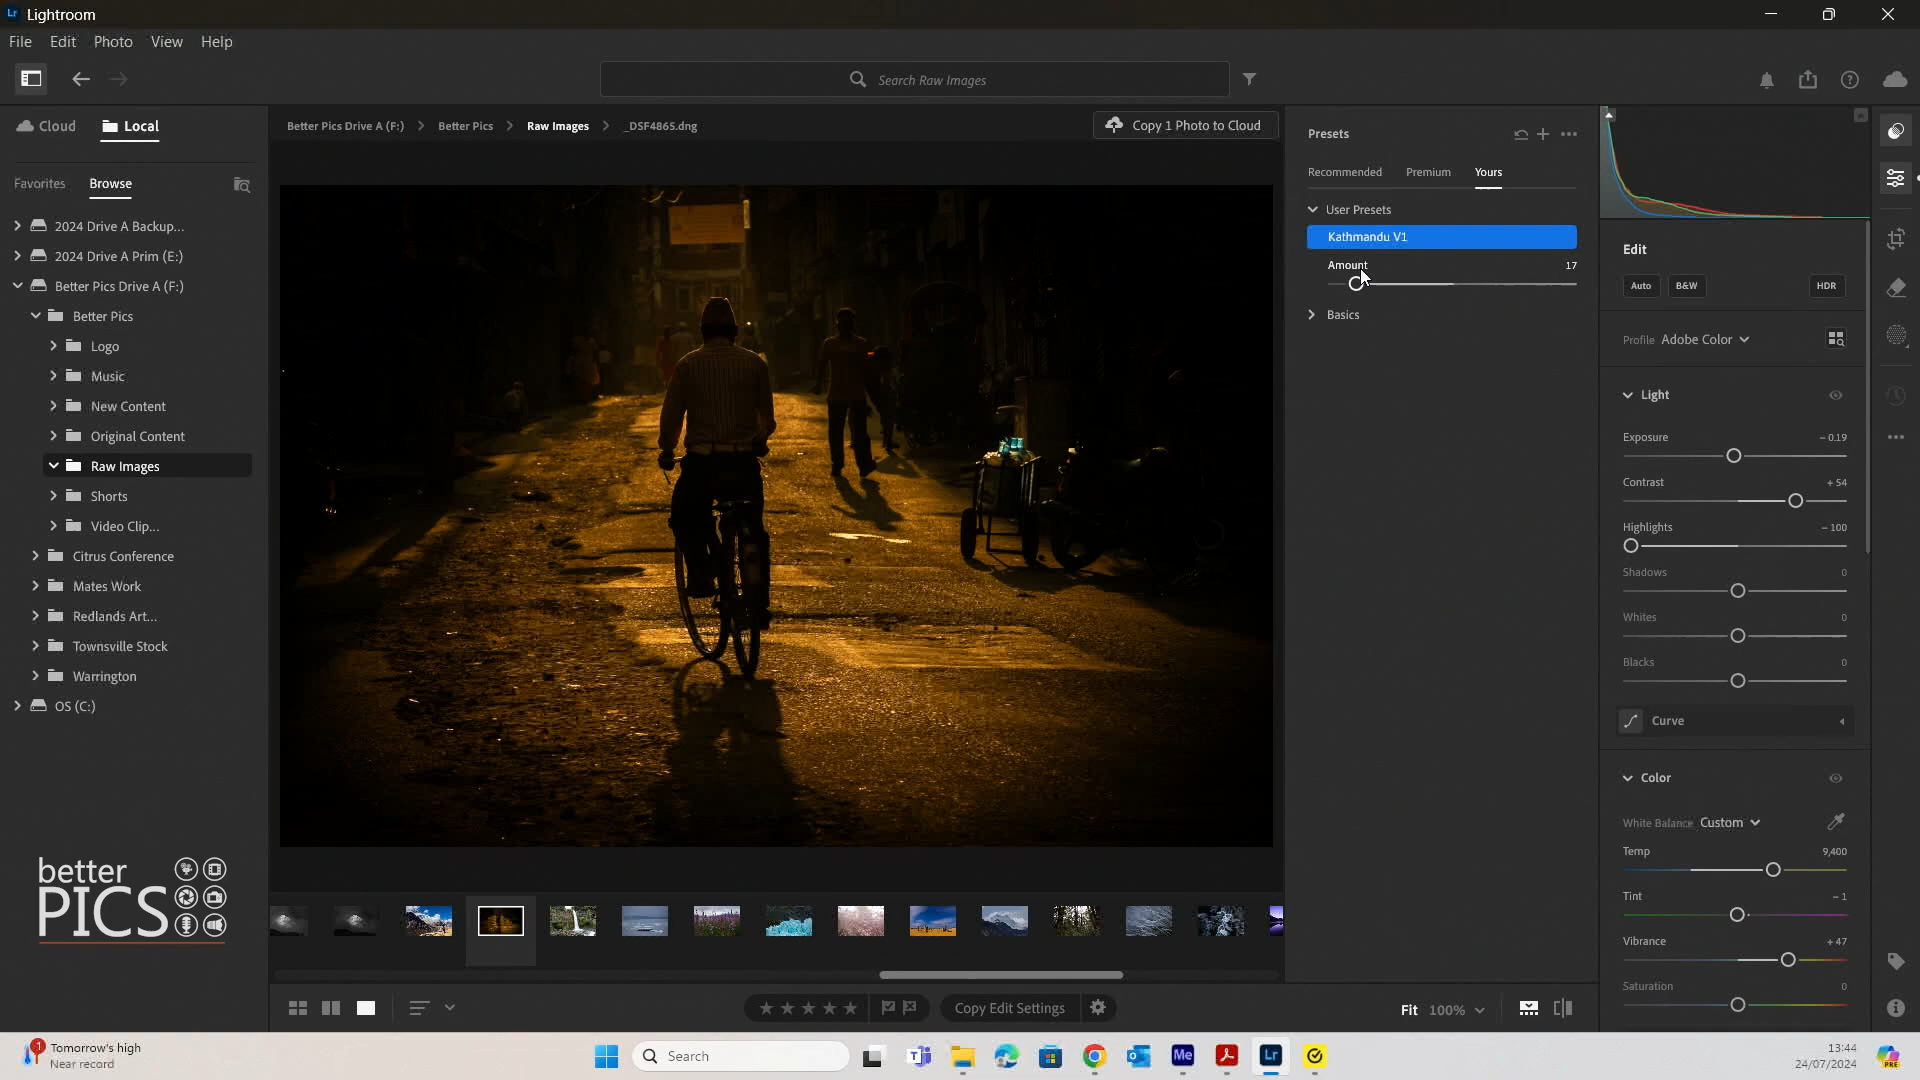 Lr Lightroom
File Edit Photo View Help
Search Raw Images
Cloud Local
Favorites Browse
2024 Drive A Backup...
2024 Drive A Prim (E:)
Better Pics Drive A (F:)
Better Pics
Logo
Music
New Content
Original Content
Raw Images
Shorts
Video Clip...
Citrus Conference
Mates Work
Redlands Art...
Townsville Stock
Warrington
OS (C:)
better
PICS
Better Pics Drive A (F:) > Better Pics > Raw Images > _DSF4865.dng
Copy 1 Photo to Cloud
Copy Edit Settings
Fit 100%
Presets
Recommended Premium Yours
User Presets
Kathmandu V1
Amount 17
Basics
Edit
Auto B&W HDR
Profile Adobe Color
Light
Exposure – 0.19
Contrast + 54
Highlights – 100
Shadows 0
Whites 0
Blacks 0
Curve
Color
White Balance Custom
Temp 9,400
Tint – 1
Vibrance + 47
Saturation 0
1
Tomorrow's high
Near record
Search
Me
Lr
13:44
24/07/2024
PRE